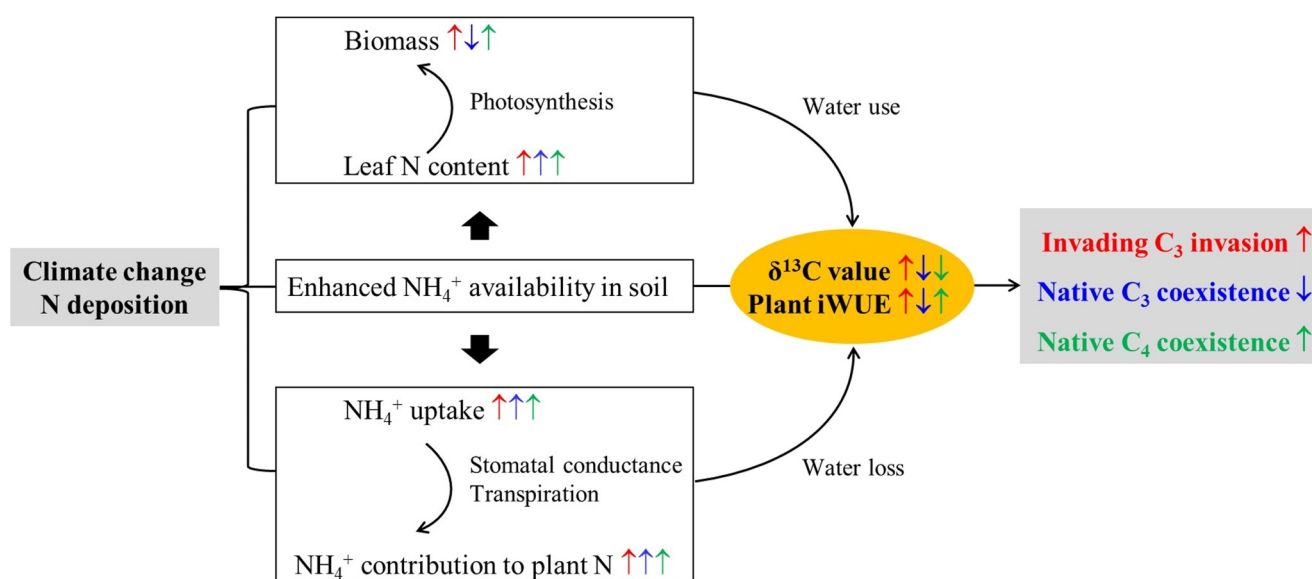 Biomass ↑↓↑
Photosynthesis
Leaf N content ↑↑↑
Climate change
N deposition
Enhanced NH₄⁺ availability in soil
NH₄⁺ uptake ↑↑↑
Stomatal conductance
Transpiration
NH₄⁺ contribution to plant N ↑↑↑
Water use
δ¹³C value ↑↓↓
Plant iWUE ↑↓↑
Water loss
Invading C₃ invasion ↑
Native C₃ coexistence ↓
Native C₄ coexistence ↑